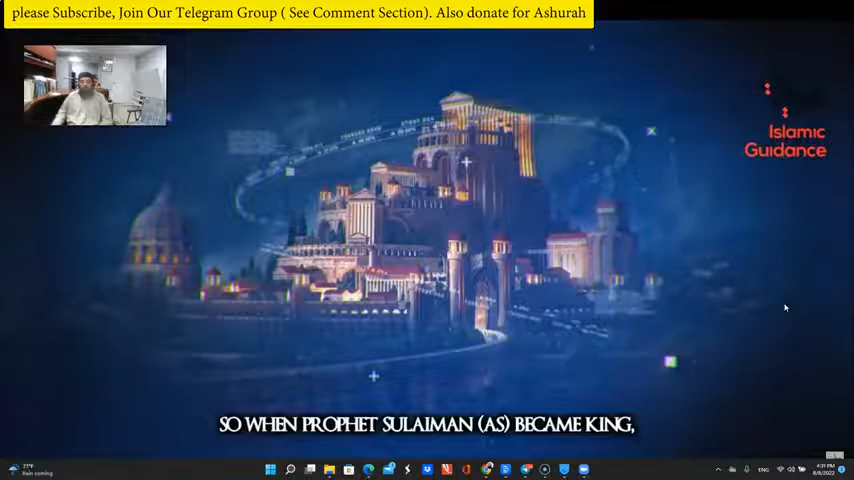 please Subscribe, Join Our Telegram Group ( See Comment Section). Also donate for Ashurah
Islamic
Guidance
SO WHEN PROPHET SULAIMAN (AS) BECAME KING,
77°F
Rain coming
ENG
4:31 PM
8/8/2022